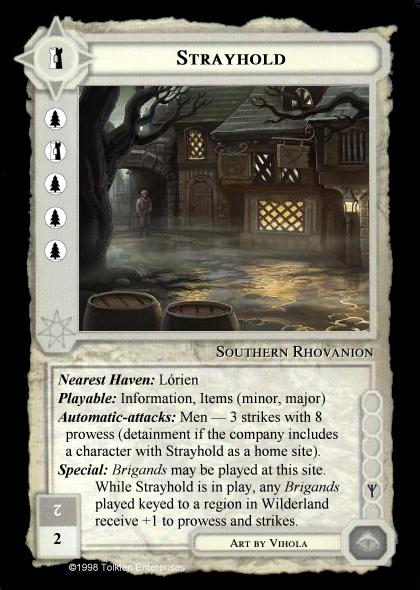 STRAYHOLD
SOUTHERN RHOVANION
Nearest Haven: Lórien
Playable: Information, Items (minor, major)
Automatic-attacks: Men — 3 strikes with 8
prowess (detainment if the company includes
a character with Strayhold as a home site).
Special: Brigands may be played at this site.
While Strayhold is in play, any Brigands
played keyed to a region in Wilderland
receive +1 to prowess and strikes.
2
2
ART BY VIHOLA
©1998 Tolkien Enterprises